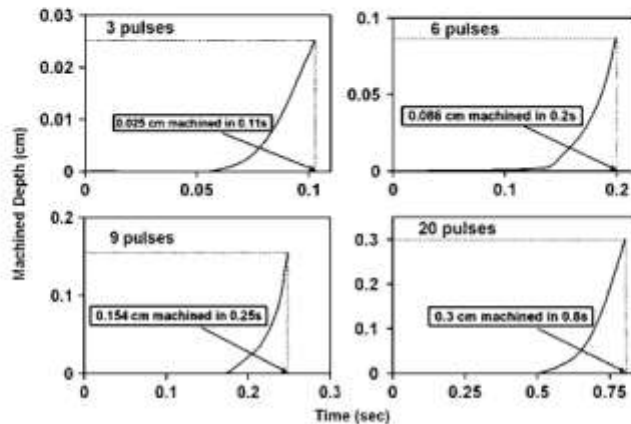 3 pulses
0.03
0.02
0.01
0
0.025 cm machined in 0.11s
0
0.05
0.1
6 pulses
0.1
0.05
0
0.086 cm machined in 0.2s
0
0.1
0.2
Machined Depth (cm)
9 pulses
0.2
0.1
0
0.154 cm machined in 0.25s
0
0.1
0.2
0.3
20 pulses
0.3
0.2
0.1
0
0.3 cm machined in 0.8s
0
0.25
0.5
0.75
Time (sec)